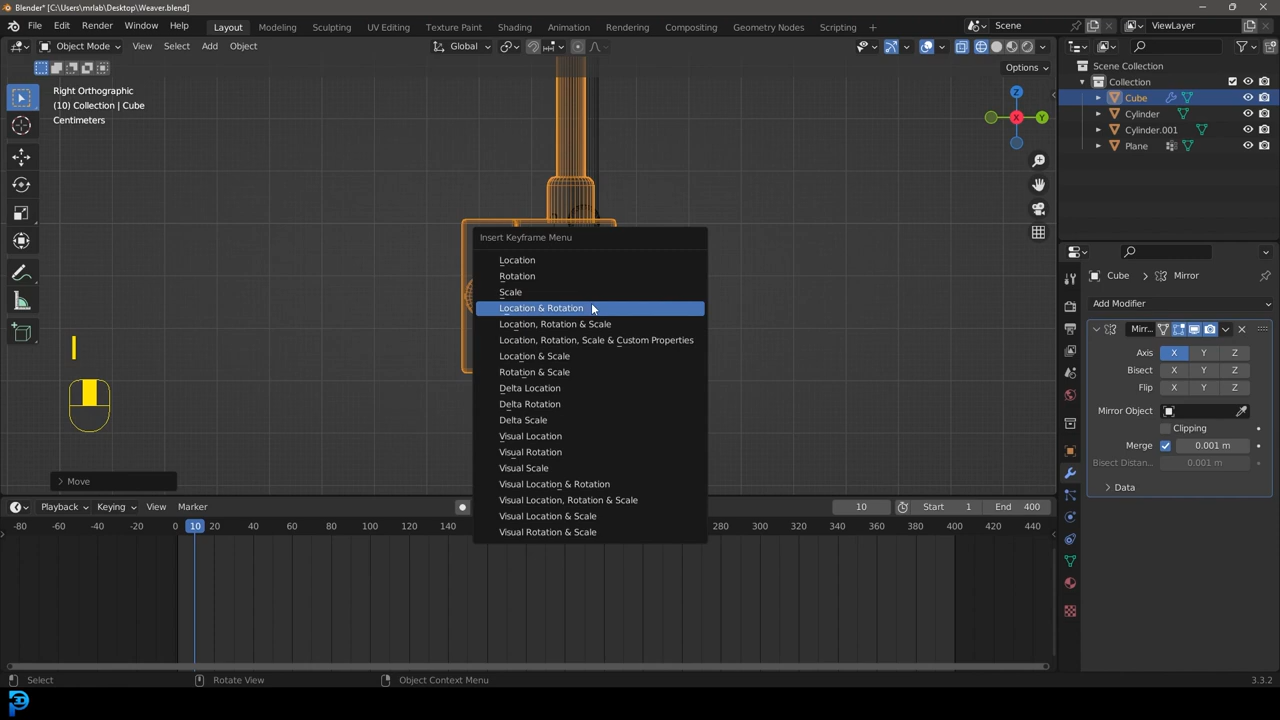 Blender* [C:\Users\mrlab\Desktop\Weaver.blend]
File Edit Render Window Help Layout Modeling Sculpting UV Editing Texture Paint Shading Animation Rendering Compositing Geometry Nodes Scripting + Scene ViewLayer
Object Mode View Select Add Object Global
Options
Right Orthographic
(10) Collection | Cube
Centimeters
Z
X
Y
Scene Collection
Collection
Cube
Cylinder
Cylinder.001
Plane
Insert Keyframe Menu
Location
Rotation
Scale
Location & Rotation
Location, Rotation & Scale
Location, Rotation, Scale & Custom Properties
Location & Scale
Rotation & Scale
Delta Location
Delta Rotation
Delta Scale
Visual Location
Visual Rotation
Visual Scale
Visual Location & Rotation
Visual Location, Rotation & Scale
Visual Location & Scale
Visual Rotation & Scale
I
> Move
Cube > Mirror
Add Modifier
Mirr...
Axis X Y Z
Bisect X Y Z
Flip X Y Z
Mirror Object
Clipping
Merge 0.001 m
Bisect Distan... 0.001 m
> Data
Playback Keying View Marker 10 Start 1 End 400
-80 -60 -40 -20 0 10 20 40 60 80 100 120 140 280 300 320 340 360 380 400 420 440
Select Rotate View Object Context Menu 3.3.2